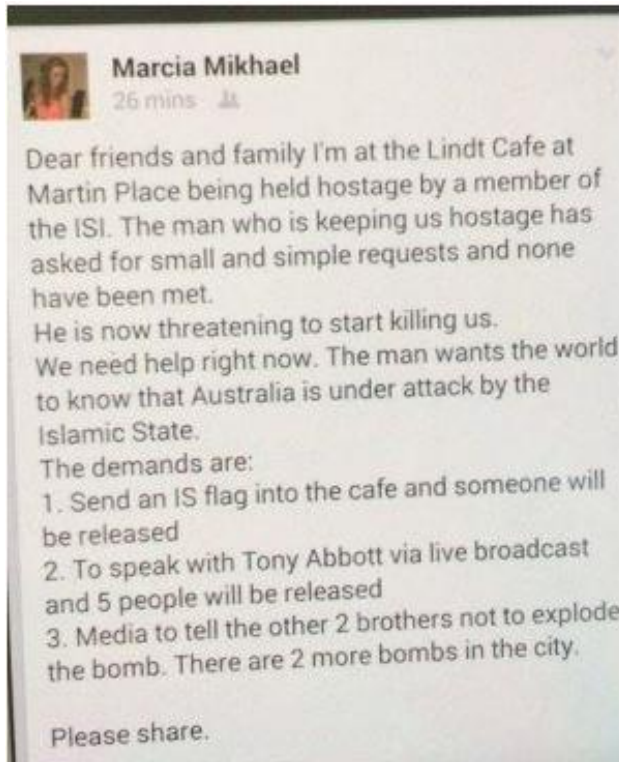 Marcia Mikhael
26 mins
Dear friends and family I'm at the Lindt Cafe at
Martin Place being held hostage by a member of
the ISI. The man who is keeping us hostage has
asked for small and simple requests and none
have been met.
He is now threatening to start killing us.
We need help right now. The man wants the world
to know that Australia is under attack by the
Islamic State.
The demands are:
1. Send an IS flag into the cafe and someone will
be released
2. To speak with Tony Abbott via live broadcast
and 5 people will be released
3. Media to tell the other 2 brothers not to explode
the bomb. There are 2 more bombs in the city.
Please share.